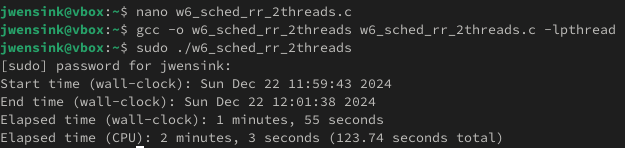 jwensink@vbox:~$ nano w6_sched_rr_2threads.c
jwensink@vbox:~$ gcc -o w6_sched_rr_2threads w6_sched_rr_2threads.c -lpthread
jwensink@vbox:~$ sudo ./w6_sched_rr_2threads
[sudo] password for jwensink:
Start time (wall-clock): Sun Dec 22 11:59:43 2024
End time (wall-clock): Sun Dec 22 12:01:38 2024
Elapsed time (wall-clock): 1 minutes, 55 seconds
Elapsed time (CPU): 2 minutes, 3 seconds (123.74 seconds total)